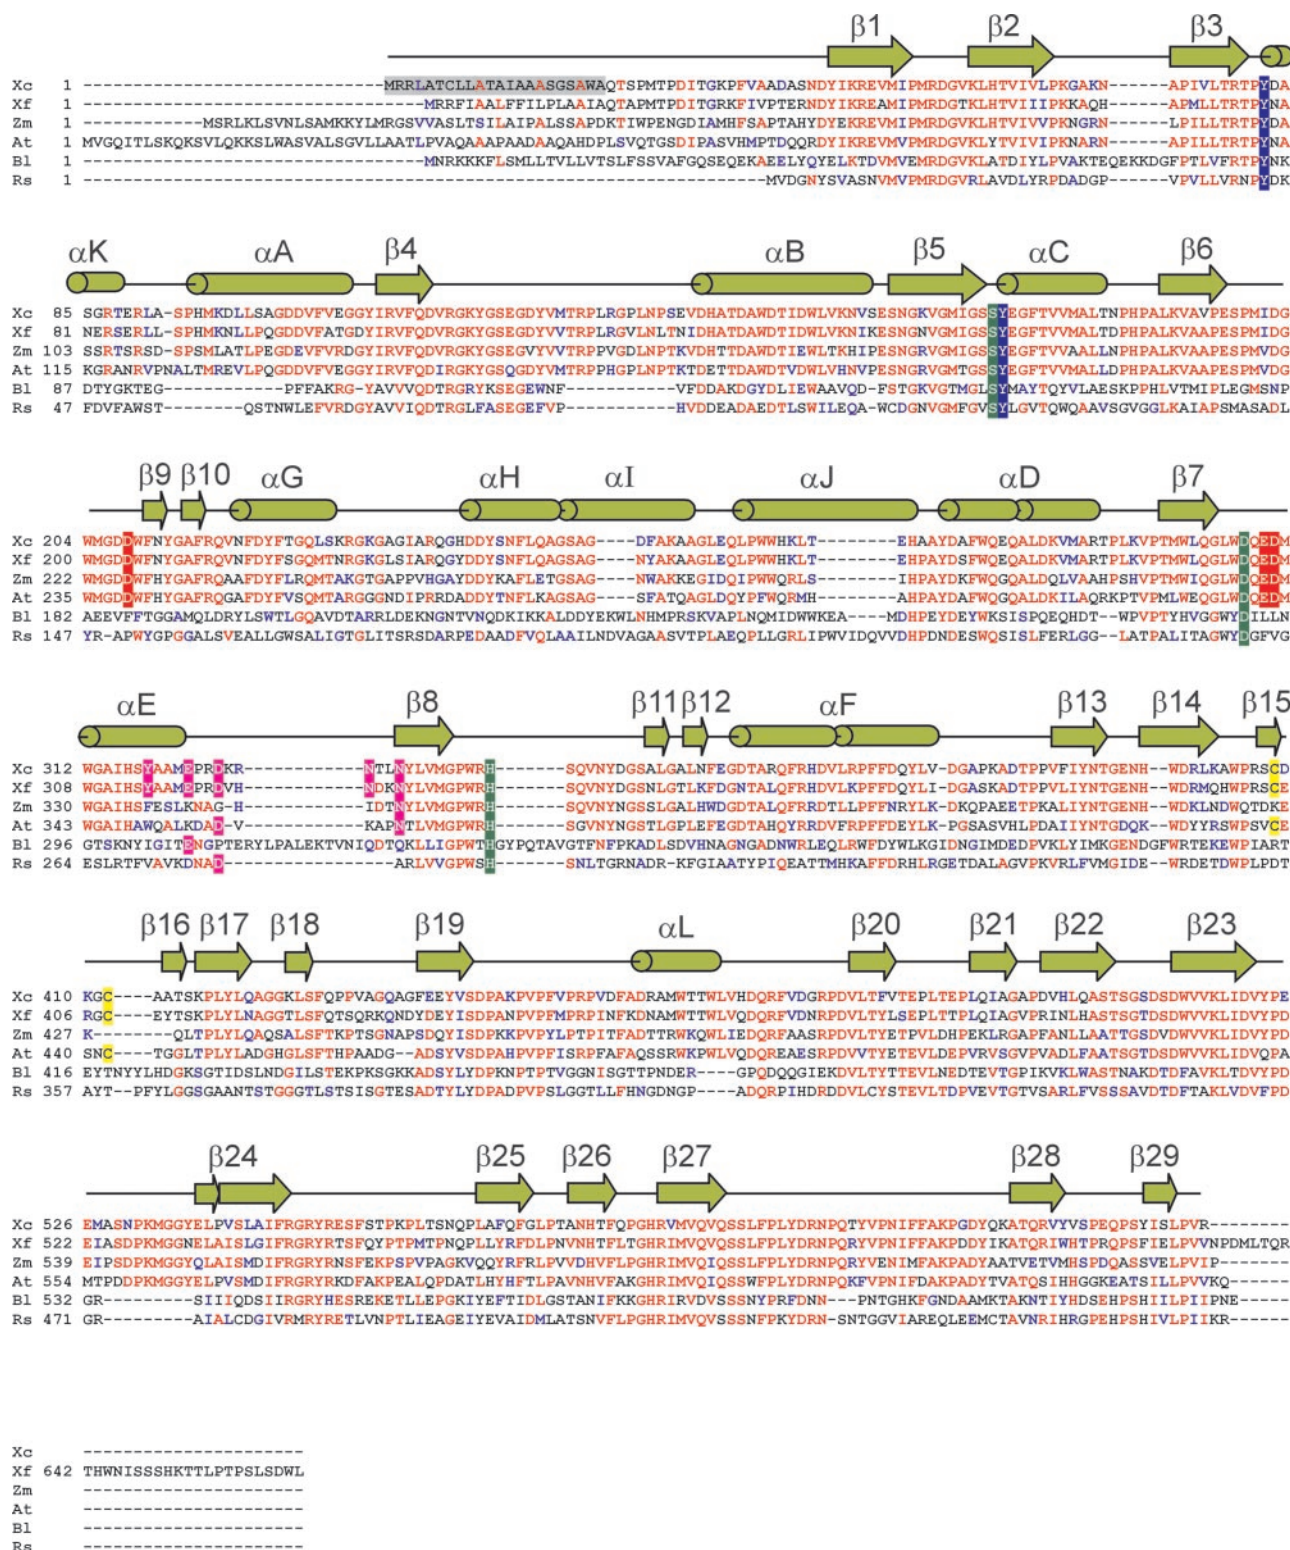 β1 β2 β3
Xc 1 --------------------------------MRRLATCLLATAIAAASGSAWAQTSPMTPDITGKPFVAADASNDYIKREVMIPMRDGVKLHTVIVLPKGAKN------APIVLTRTPYDA
Xf 1 ------------------------------------MRRFIAALFFILPLAAIAQTAPMTPDITGRKFIVPTERNDYIKREAMIPMRDGTKLHTVIIIPKKAQH------APMLLTRTPYNA
Zm 1 ------------MSRLKLSVNLSAMKKYLMRGSVVASLTSILAIPALSSAPDKTIWPENGDIAMHFSAPTAHYDYEKREVMIPMRDGVKLHTVIVVPKNGRN------LPILLTRTPYDA
At 1 MVGQITLSKQKSVLQKKSLWASVALSGVLLAATLPVAQAAAPAADAAQAHDPLSVQTGSDIPASVHMPTDQQRDYIKREVMVPMRDGVKLYTVIVIPKNARN------APILLTRTPYNA
Bl 1 ----------------------------------MNRKKKFLSMLLTVLLVTSLFSSVAFGQSEQEKAEELYQYELKTDVMVEMRDGVKLATDIYLPVAKTEQEKKDGFPTLVFRTPYNK
Rs 1 --------------------------------------------------------------------MVDGNYSVASNVMVPMRDGVRLAVDLYRPDADGP------VPVLLVRNPYDK
αK αA β4 αB β5 αC β6
Xc 85 SGRTERLA-SPHMKDLLSAGDDVFVEGGYIRVFQDVRGKYGSEGDYVMTRPLRGPLNPSEVDHATDAWDTIDWLVKNVSESNGKVGMIGSSYEGFTVVMALTNPHPALKVAVPESPMIDG
Xf 81 NERSERLL-SPHMKNLLPQGDDVFATGDYIRVFQDVRGKYGSEGDYVMTRPLRGVLNLTNIDHATDAWDTIDWLVKNIKESNGNVGMIGSSYEGFTVVMALTHPHPALKVAVPESPMIDG
Zm 103 SSRTSRSD-SPSMLATLPEGDEVFVRDGYIRVFQDVRGKYGSEGVYVVTRPPVGDLNPTKVDHTTDAWDTIEWLTKHIPESNGRVGMIGSSYEGFTVVAALLNPHPALKVAAPESPMVDG
At 115 KGRANRVPNALTMREVLPQGDDVFVEGGYIRVFQDIRGKYGSQGDYVMTRPPHGPLNPTKTDETTDAWDTVDWLVHNVPESNGRVGMTGSSYEGFTVVMALLDPHPALKVAAPESPMVDG
Bl 87 DTYGKTEG------------PFFAKRG-YAVVVQDTRGRYKSEGEWNF-----------VFDDAKDGYDLIEWAAVQD-FSTGKVGTMGLSYMAYTQYVLAESKPPHLVTMIPLEGMSNP
Rs 47 FDVFAWST---------QSTNWLEFVRDGYAVVIQDTRGLFASEGEFVP-----------HVDDEADAEDTLSWILEQA-WCDGNVGMFGVSYLGVTQWQAAVSGVGGLKAIAPSMASADL
β9 β10 αG αH αI αJ αD β7
Xc 204 WMGDDWFNYGAFRQVNFDYFTGQLSKRGKGAGIARQGHDDYSNFLQAGSAG---DFAKAAGLEQLPWWHKLT--------EHAAYDAFWQEQALDKVMARTPLKVPTMWLQGLWDQEDM
Xf 200 WMGDDWFNYGAFRQVNFDYFSGQMTNRGKGLSIARQGYDDYSNFLQAGSAG---NYAKAAGLEQLPWWHKLT--------EHPAYDSFWQEQALDKVMARTPLKVPTMWLQGLWDQEDM
Zm 222 WMGDDWFHYGAFRQAAFDYFLRQMTAKGTGAPPVHGAYDDYKAFLETGSAG---NWAKKEGIDQIPWWQRLS--------IHPAYDKFWQGQALDQLVAAHPSHVPTMWIQGLWDQEDM
At 235 WMGDDWFHYGAFRQGAFDYFVSQMTARGGGNDIPRRDADDYTNFLKAGSAG---SFATQAGLDQYPFWQRMH--------AHPAYDAFWQGQALDKILAQRKPTVPMLWEQGLWDQEDM
Bl 182 AEEVFFTGGAMQLDRYLSWTLGQAVDTARRLDEKNGNTVNQDKIKKALDDYEKWLNHMPRSKVAPLNQMIDWWKEA---MDHPEYDEYWKSISPQEQHDT--WPVPTYHVGGWYDILLN
Rs 147 YR-APWYGPGGALSVEALLGWSALIGTGLITSRSDARPEDAADFVQLAAILNDVAGAASVTPLAEQPLLGRLIPWVIDQVVDHPDNDESWQSISLFERLGG--LATPALITAGWYDGFVG
αE β8 β11 β12 αF β13 β14 β15
Xc 312 WGAIHSYAAMEPRDKR------------NTLNYLVMGPWRH-------SQVNYDGSALGALNFEGDTARQFRHDVLRPFFDQYLV-DGAPKADTPPVFIYNTGENH--WDRLKAWPRSCD
Xf 308 WGAIHSYAAMEPRDVH------------NDKNYLVMGPWRH-------SQVNYDGSNLGTLKFDGNTALQFRHDVLRPFFDQYLI-DGASKADTPPVFIYNTGENH--WDRMQHWPRSCE
Zm 330 WGAIHSFESLKNAG-H------------IDTNYLVMGPWRH-------SQVNYNGSSLGALHWDGDTALQFRRDTLLPFFNRYLK-DKQPAETPKALIYNTGENH--WDKLNDWQTDKE
At 343 WGAIHAWQALKDAD-V------------KAPNTLVMGPWRH-------SGVNYNGSTLGPLEFEGDTAHQYRRDVFRPFFDEYLK-PGSASVHLPDAIIYNTGDQK--WDYYRSWPSVCE
Bl 296 GTSKNYIGITENGPTERYLPALEKTVNIQDTQKLLIGPWTHGYPQTAVGTFNFPKADLSDVHNAGNGADNWRLEQLRWFDYWLKGIDNGIMDEDPVKLYIMKGENDGFWRTEKEWPIART
Rs 264 ESLRTFVAVKDNAD--------------ARLVVGPWSH-------SNLTGRNADR-KFGIAATYPIQEATTMHKAFFDRHLRGETDALAGVPKVRLFVMGIDE--WRDETDWPLPDT
β16 β17 β18 β19 αL β20 β21 β22 β23
Xc 410 KGC----AATSKPLYLQAGGKLSFQPPVAGQAGFEEYVSDPAKPVPFVPRPVDFADRAMWTTWLVHDQRFVDGRPDVLTFVTEPLTEPLQIAGAPDVHLQASTSGSDSDWVVKLIDVYPE
Xf 406 RGC----EYTSKPLYLNAGGTLSFQTSQRKQNDYDEYISDPANPVPFMPRPINFKDNAMWTTWLVHDQRFVDNRPDVLTYLSEPLTTPLQIAGVPRINLHASTSGSDSDWVVKLIDVYPD
Zm 427 K-------QLTPLYLQAQSALSFTKPTSGNAPSDQYISDPAKPVPYLPTPITFADTTRWKQWLIEDQRFAASRPDVLTYETPVLDHPEKLRGAPFANLLAATTGSDVDWVVKLIDVYPD
At 440 SNC----TGGLTPLYLADGHGLSFTHPAADG--ADSYVSDPAHPVPFISRPFAFAQSSRWKPWLVQDQREAESRPDVVTYETEVLDEPVRVSGVPVADLFAATSGTDSDWVVKLIDVQPA
Bl 416 EYTNYYLHDGKSGTIDSLNDGILSTEKPKSGKKADSYLYDPKNPTPTVGGNISGTTPNDER----GPQDQQGIEKDVLTYTTEVLNEDTEVTGPIKVKLWASTNAKDTDFAVKLTDVYPD
Rs 357 AYT--PFYLGGSGAANTSTGGGTLSTSISGTESADTYLYDPADPVPSLGGTLLFHNGDNGP----ADQRPIHDRDDVLCYSTEVLTDPVEVTGTVSARLFVSSSAVDTDFTAKLVDVFPD
β24 β25 β26 β27 β28 β29
Xc 526 EMASNPKMGGYELPVSLAIFRGRYRESFSTPKPLTSNQPLAFQFGLPTANHTFQPGHRVMVQVQSSLFPLYDRNPQTYVPNIFFAKPGDYQKATQRVYVSPEQPSYISLPVR--------
Xf 522 EIASDPKMGGNELAISLGIFRGRYRTSFQYPTPMTPNQPLLYRFDLPNVNHTFLTGHRIMVQVQSSLFPLYDRNPQRYVPNIFFAKPDDYIKATQRIWHTPRQPSFIELPVVNPDMLTQR
Zm 539 EIPSDPKMGGYQLAISMDIFRGRYRNSFEKPSPVPAGKVQQYRFRLPVVDHVFLPGHRIMVQIQSSLFPLYDRNPQRYVENIMFAKPADYAATVETVMHSPDQASSVELPVIP-------
At 554 MTPDDPKMGGYELPVSMDIFRGRYRKDFAKPEALQPDATLHYHFTLPAVNHVFAKGHRIMVQIQSSWFPLYDRNPQKFVPNIFDAKPADYTVATQSIHHGGKEATSILLPVVKQ------
Bl 532 GR-------SIIIQDSIIRGRYHESREKETLLEPGKIYEFTIDLGSTANIFKKGHRIRVDVSSSNYPRFDNN--PNTGHKFGNDAAMKTAKNTIYHDSEHPSHIILPIIPNE-----
Rs 471 GR-------AIALCDGIVRMRYRETLVNPTLIEAGEIYEVAIDMLATSNVFLPGHRIMVQVSSSNFPKYDRN-SNTGGVIAREQLEEMCTAVNRIHRGPEHPSHIVLPIIKR------
Xc ----------------------
Xf 642 THWNISSSHKTTLPTPSLSDWL
Zm ----------------------
At ----------------------
Bl ----------------------
Rs ----------------------